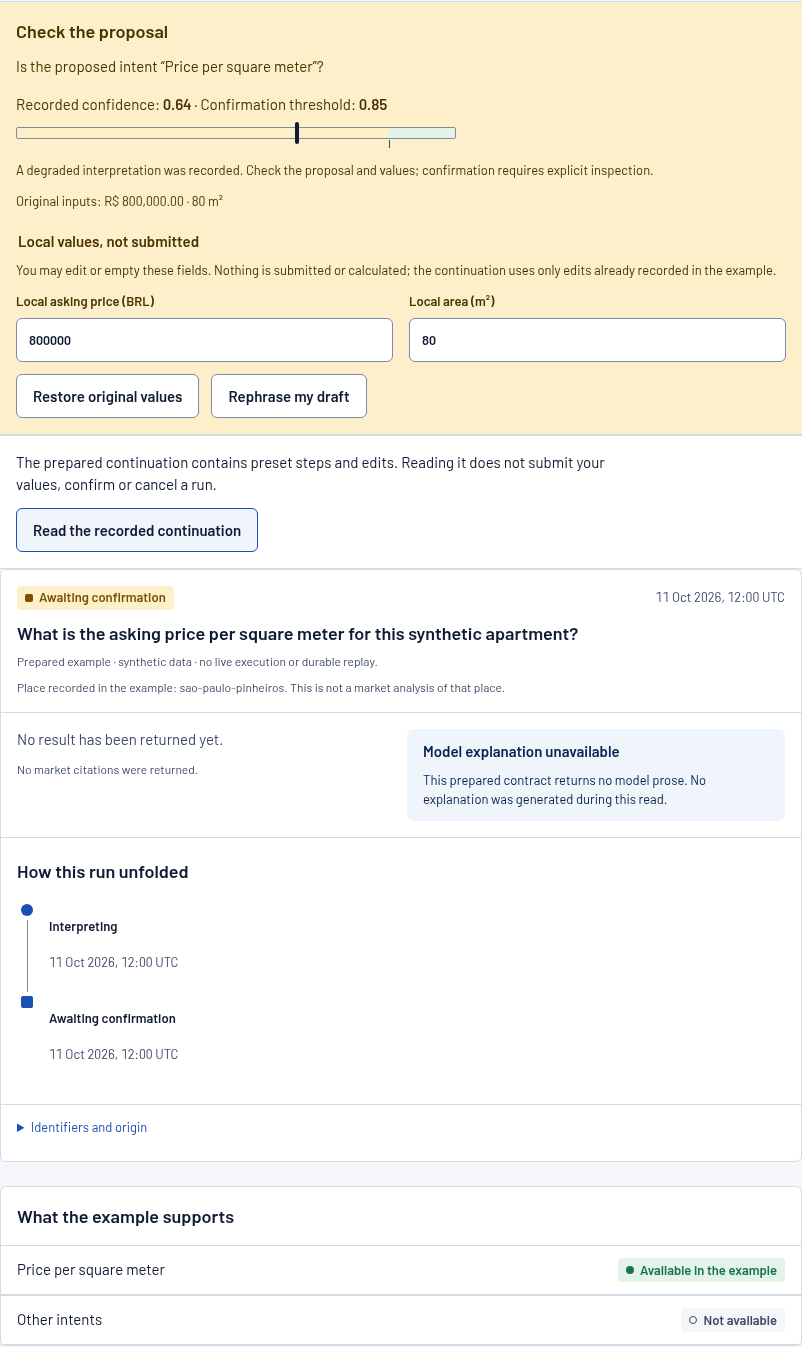 Check the proposal
Is the proposed intent “Price per square meter”?
Recorded confidence: 0.64 · Confirmation threshold: 0.85
A degraded interpretation was recorded. Check the proposal and values; confirmation requires explicit inspection.
Original inputs: R$ 800,000.00 · 80 m²
Local values, not submitted
You may edit or empty these fields. Nothing is submitted or calculated; the continuation uses only edits already recorded in the example.
Local asking price (BRL)
Local area (m²)
800000
80
Restore original values
Rephrase my draft
The prepared continuation contains preset steps and edits. Reading it does not submit your
values, confirm or cancel a run.
Read the recorded continuation
Awaiting confirmation
11 Oct 2026, 12:00 UTC
What is the asking price per square meter for this synthetic apartment?
Prepared example · synthetic data · no live execution or durable replay.
Place recorded in the example: sao-paulo-pinheiros. This is not a market analysis of that place.
No result has been returned yet.
No market citations were returned.
Model explanation unavailable
This prepared contract returns no model prose. No
explanation was generated during this read.
How this run unfolded
Interpreting
11 Oct 2026, 12:00 UTC
Awaiting confirmation
11 Oct 2026, 12:00 UTC
Identifiers and origin
What the example supports
Price per square meter
Available in the example
Other intents
Not available